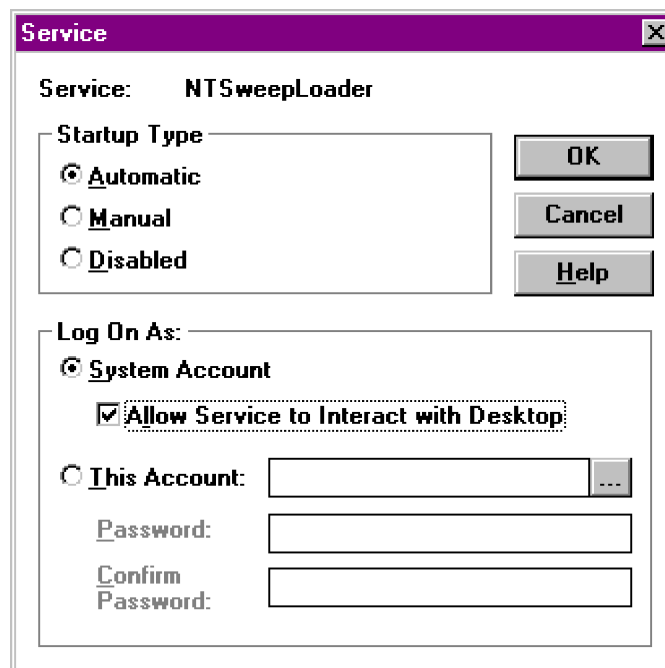 Service
Service: NTSweepLoader
Startup Type
Automatic
Manual
Disabled
OK
Cancel
Help
Log On As:
System Account
Allow Service to Interact with Desktop
This Account:
...
Password:
Confirm
Password: